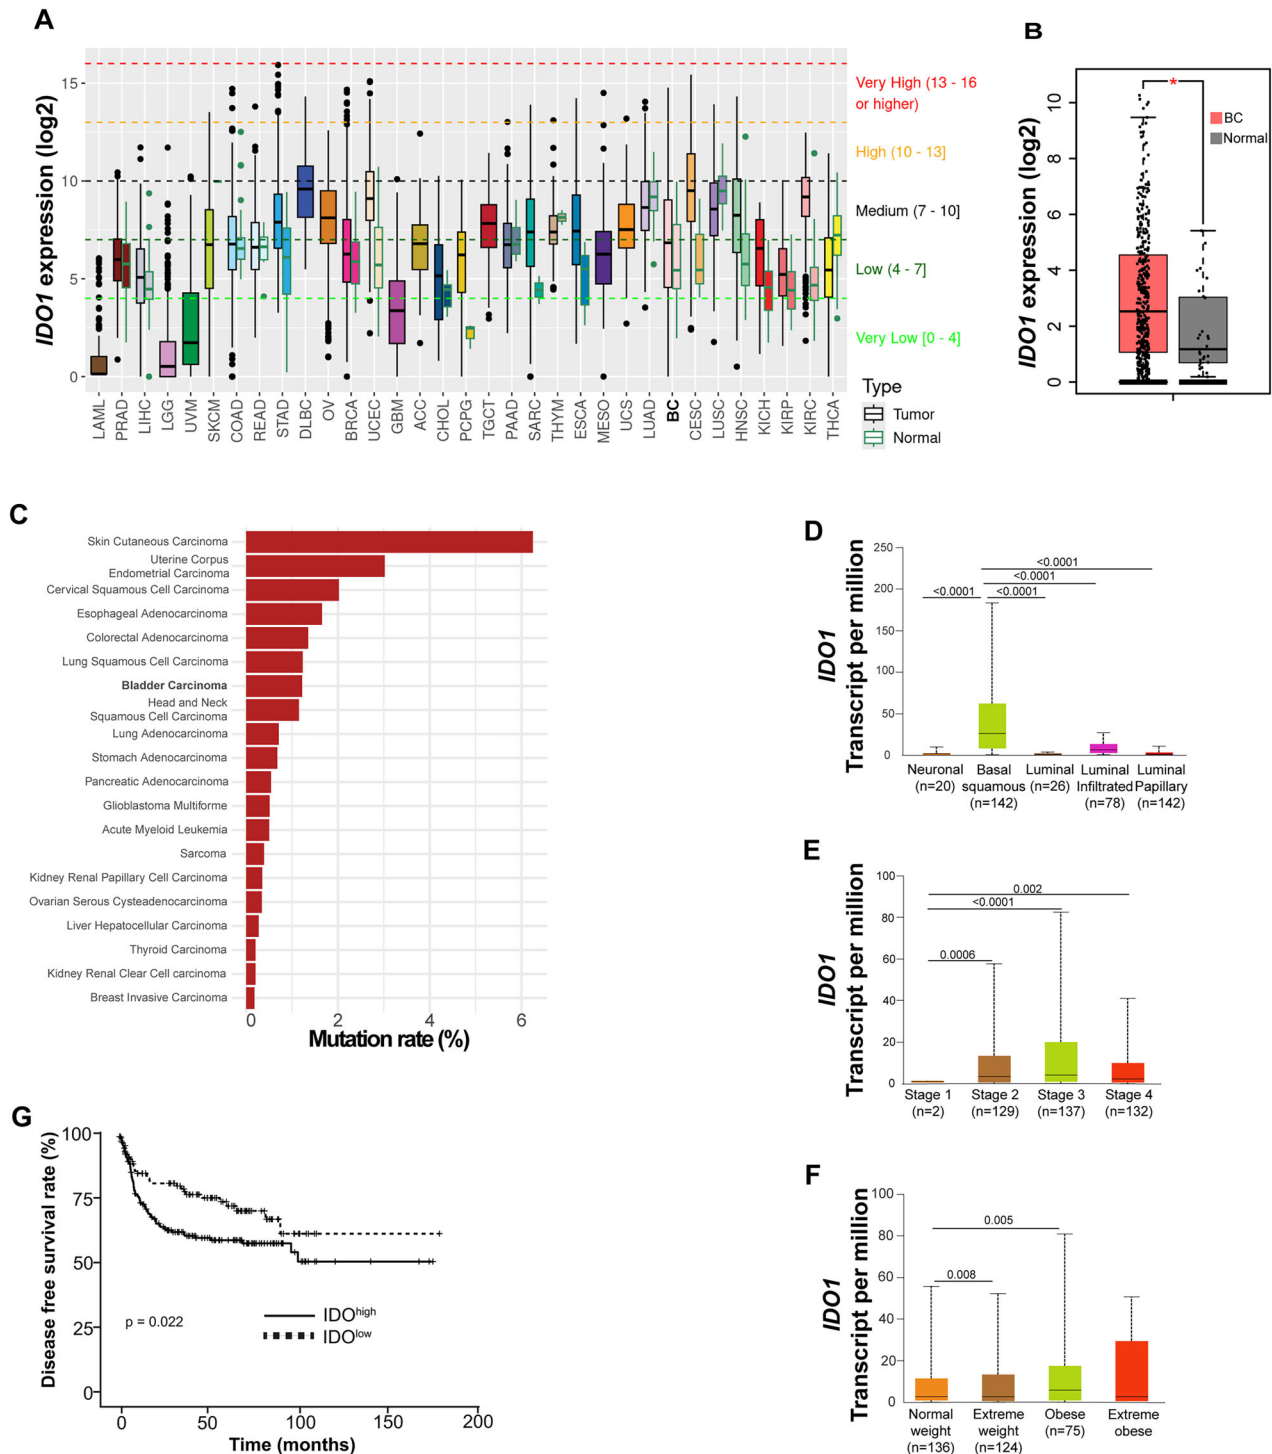 A
IDO1 expression (log2)
15
10
5
0
Very High (13 - 16
or higher)
High (10 - 13)
Medium (7 - 10)
Low (4 - 7)
Very Low [0 - 4]
Type
Tumor
Normal
LAML
PRAD
LIHC
LGG
UVM
SKCM
COAD
READ
STAD
DLBC
OV
BRCA
UCEC
GBM
ACC
CHOL
PCPG
TGCT
PAAD
SARC
THYM
ESCA
MESO
UCS
LUAD
BC
CESC
LUSC
HNSC
KICH
KIRP
KIRC
THCA
B
IDO1 expression (log2)
10
8
6
4
2
0
*
BC
Normal
C
Skin Cutaneous Carcinoma
Uterine Corpus
Endometrial Carcinoma
Cervical Squamous Cell Carcinoma
Esophageal Adenocarcinoma
Colorectal Adenocarcinoma
Lung Squamous Cell Carcinoma
Bladder Carcinoma
Head and Neck
Squamous Cell Carcinoma
Lung Adenocarcinoma
Stomach Adenocarcinoma
Pancreatic Adenocarcinoma
Glioblastoma Multiforme
Acute Myeloid Leukemia
Sarcoma
Kidney Renal Papillary Cell Carcinoma
Ovarian Serous Cysteadenocarcinoma
Liver Hepatocellular Carcinoma
Thyroid Carcinoma
Kidney Renal Clear Cell carcinoma
Breast Invasive Carcinoma
0 2 4 6
Mutation rate (%)
D
IDO1
Transcript per million
250
200
150
100
50
0
<0.0001
<0.0001
<0.0001 <0.0001
Neuronal
(n=20)
Basal
squamous
(n=142)
Luminal
(n=26)
Luminal
Infiltrated
(n=78)
Luminal
Papillary
(n=142)
E
IDO1
Transcript per million
100
80
60
40
20
0
0.002
<0.0001
0.0006
Stage 1
(n=2)
Stage 2
(n=129)
Stage 3
(n=137)
Stage 4
(n=132)
F
IDO1
Transcript per million
100
80
60
40
20
0
0.005
0.008
Normal
weight
(n=136)
Extreme
weight
(n=124)
Obese
(n=75)
Extreme
obese
G
Disease free survival rate (%)
100
75
50
25
0
p = 0.022
IDOhigh
IDOlow
0 50 100 150 200
Time (months)